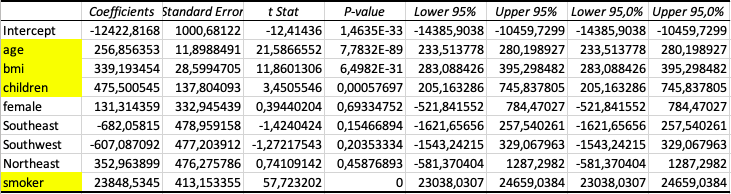 Coefficients Standard Error t Stat P-value Lower 95% Upper 95% Lower 95,0% Upper 95,0%
Intercept -12422,8168 1000,68122 -12,41436 1,4635E-33 -14385,9038 -10459,7299 -14385,9038 -10459,7299
age 256,856353 11,8988491 21,5866552 7,7832E-89 233,513778 280,198927 233,513778 280,198927
bmi 339,193454 28,5994705 11,8601306 6,4982E-31 283,088426 395,298482 283,088426 395,298482
children 475,500545 137,804093 3,4505546 0,00057697 205,163286 745,837805 205,163286 745,837805
female 131,314359 332,945439 0,39440204 0,69334752 -521,841552 784,47027 -521,841552 784,47027
Southeast -682,05815 478,959158 -1,4240424 0,15466894 -1621,65656 257,540261 -1621,65656 257,540261
Southwest -607,087092 477,203912 -1,27217543 0,20353334 -1543,24215 329,067963 -1543,24215 329,067963
Northeast 352,963899 476,275786 0,74109142 0,45876893 -581,370404 1287,2982 -581,370404 1287,2982
smoker 23848,5345 413,153355 57,723202 0 23038,0307 24659,0384 23038,0307 24659,0384